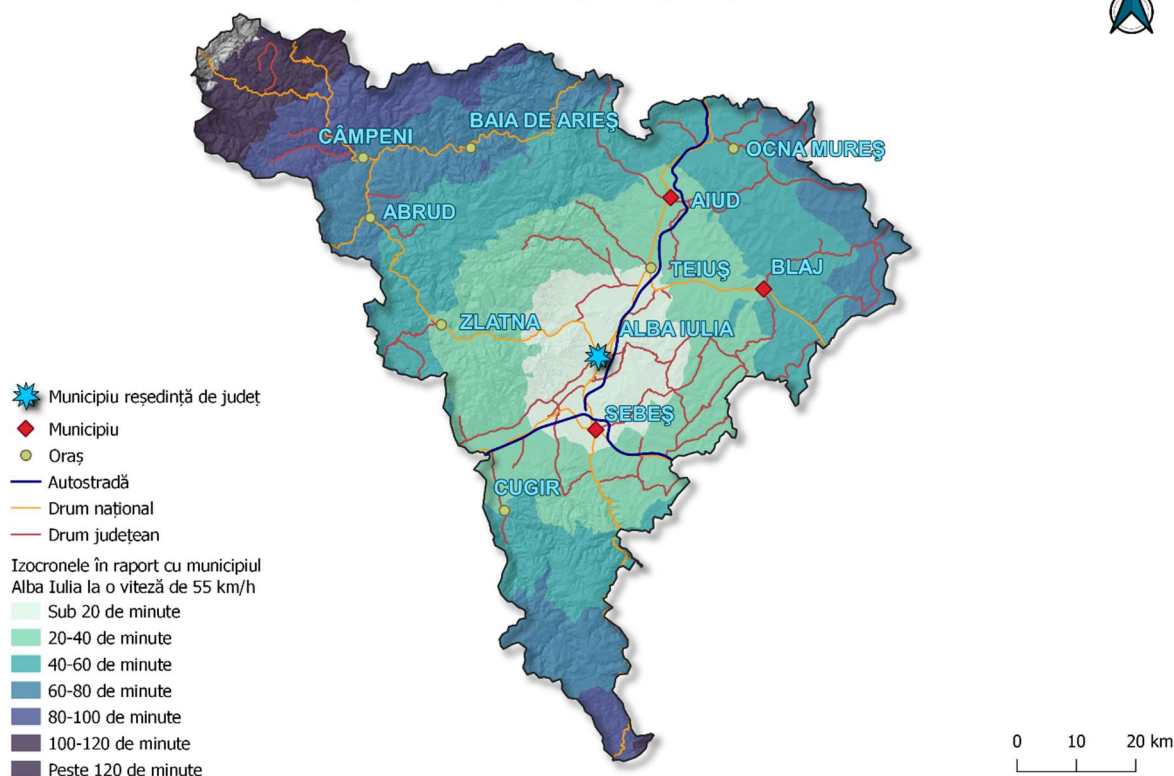 CÂMPENI
BAIA DE ARIEŞ
OCNA MUREŞ
ABRUD
AIUD
TEIUŞ
BLAJ
ZLATNA
ALBA IULIA
SEBEŞ
CUGIR
Municipiu reședință de județ
Municipiu
Oraș
Autostradă
Drum național
Drum județean
Izocronele în raport cu municipiul
Alba Iulia la o viteză de 55 km/h
Sub 20 de minute
20-40 de minute
40-60 de minute
60-80 de minute
80-100 de minute
100-120 de minute
Peste 120 de minute
0 10 20 km